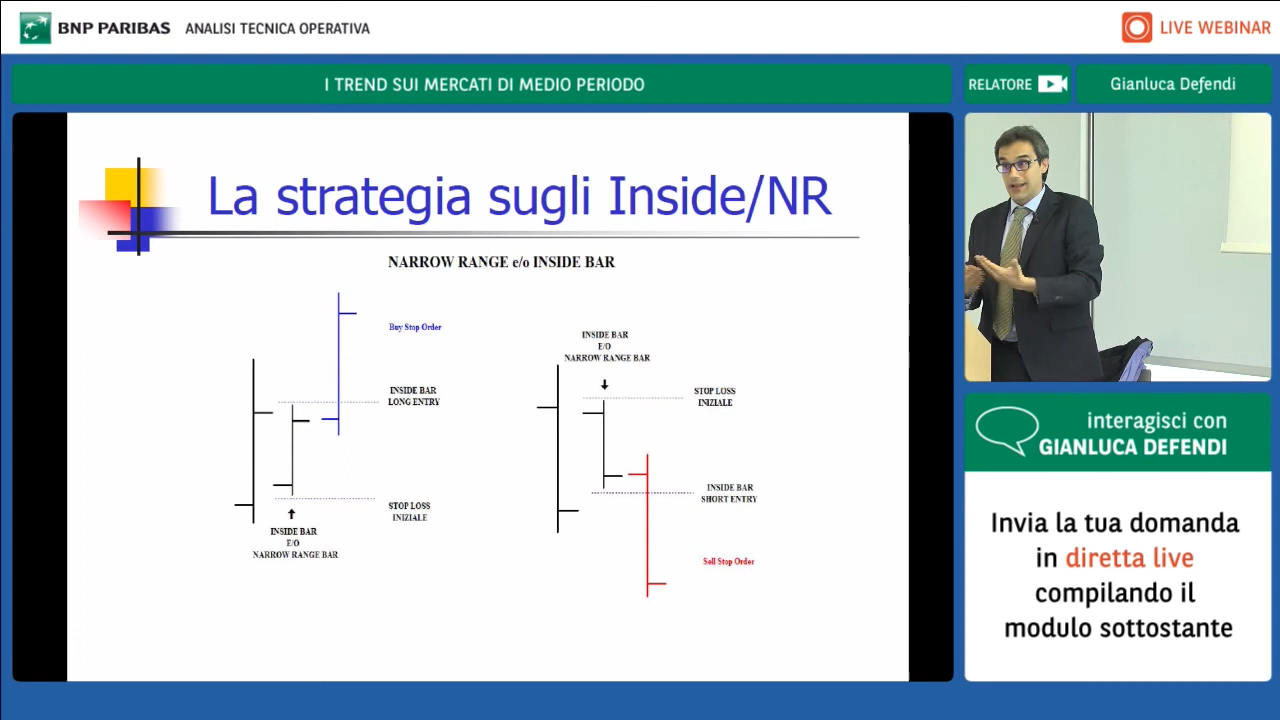 BNP PARIBAS ANALISI TECNICA OPERATIVA
LIVE WEBINAR
I TREND SUI MERCATI DI MEDIO PERIODO
RELATORE
Gianluca Defendi
La strategia sugli Inside/NR
NARROW RANGE e/o INSIDE BAR
Buy Stop Order
INSIDE BAR
LONG ENTRY
STOP LOSS
INIZIALE
INSIDE BAR
E/O
NARROW RANGE BAR
INSIDE BAR
E/O
NARROW RANGE BAR
STOP LOSS
INIZIALE
INSIDE BAR
SHORT ENTRY
Sell Stop Order
interagisci con
GIANLUCA DEFENDI
Invia la tua domanda
in diretta live
compilando il
modulo sottostante